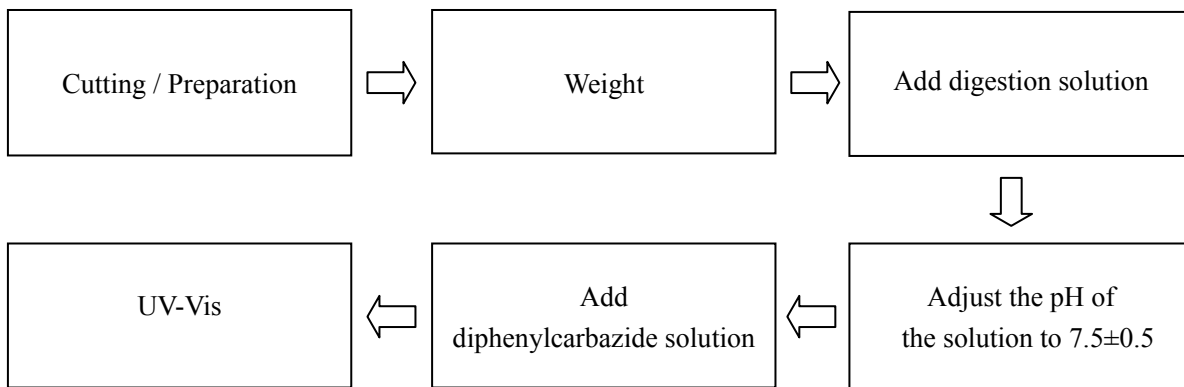 Cutting / Preparation
Weight
Add digestion solution
Adjust the pH of
the solution to 7.5±0.5
Add
diphenylcarbazide solution
UV-Vis